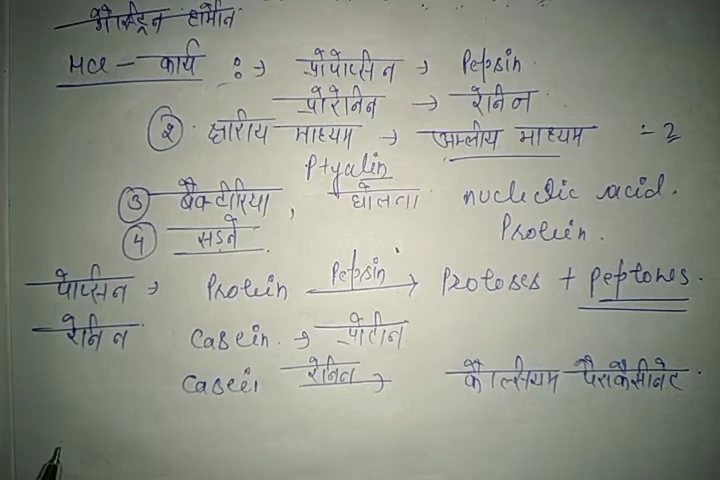 गैस्ट्रिन हार्मोन
HCl - कार्य :→ प्रोपेप्सिन → Pepsin.
प्रोरेनिन → रेनिन
② क्षारीय माध्यम → अम्लीय माध्यम :- 2
Ptyalin
③ बैक्टीरिया, घोलना nucleic acid.
④ सड़ने Protein.
पेप्सिन → Protein Pepsin → Protoses + Peptones.
रेनिन Casein. → प्रोटीन
Casein रेनिन → कैल्सियम पैराकैसीनेट.